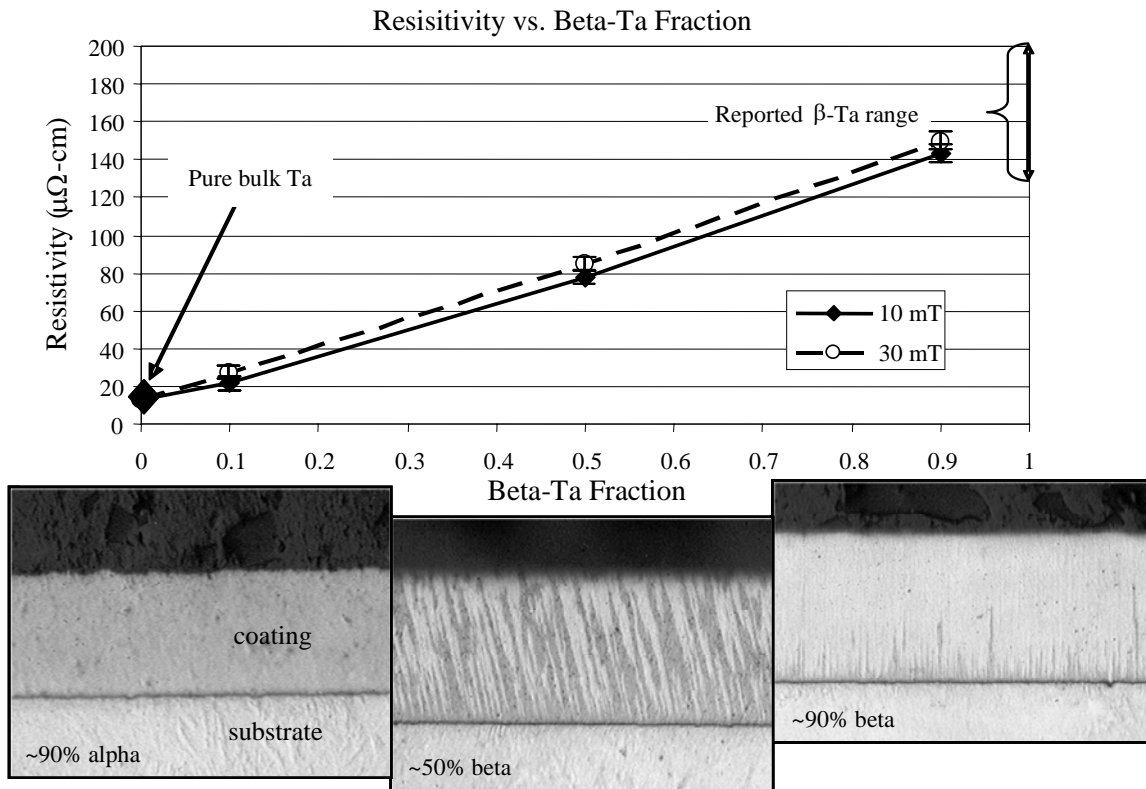 Resisitivity vs. Beta-Ta Fraction
200
180
160
140
120
100
80
60
40
20
0
Resistivity (μΩ-cm)
Reported β-Ta range
Pure bulk Ta
10 mT
30 mT
0 0.1 0.2 0.3 0.4 0.5 0.6 0.7 0.8 0.9 1
Beta-Ta Fraction
coating
substrate
~90% alpha
~50% beta
~90% beta